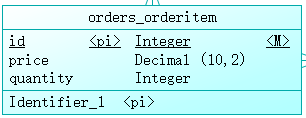 orders_orderitem
id <pi> Integer <M>
price Decimal (10,2)
quantity Integer
Identifier_1 <pi>